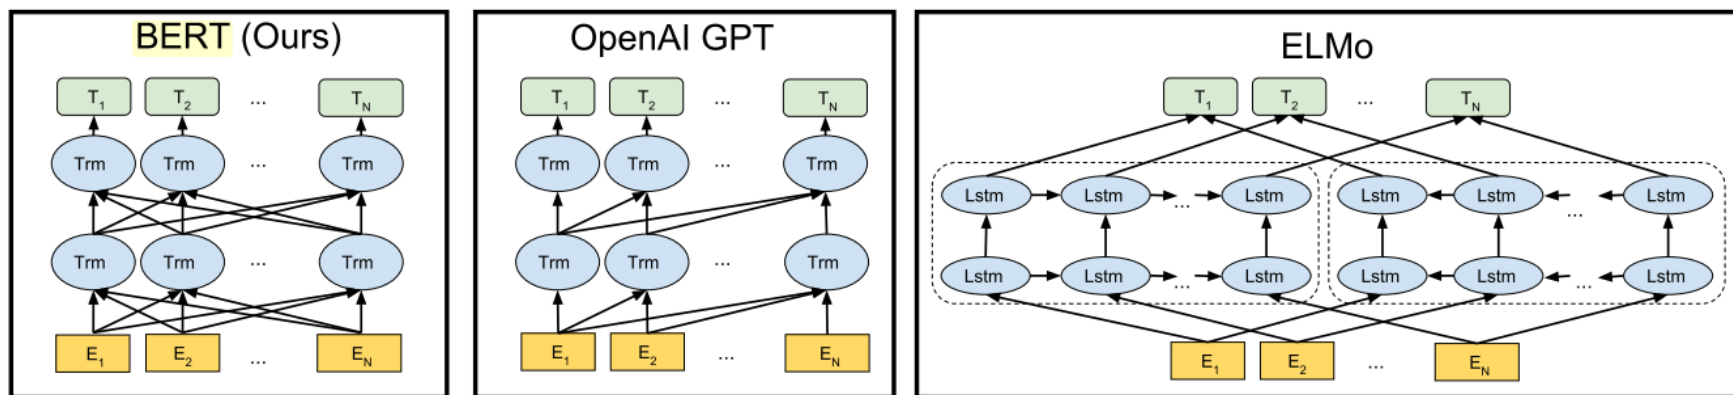 BERT (Ours)
T1 T2 ... TN
Trm Trm ... Trm
Trm Trm ... Trm
E1 E2 ... EN
OpenAI GPT
T1 T2 ... TN
Trm Trm ... Trm
Trm Trm ... Trm
E1 E2 ... EN
ELMo
T1 T2 ... TN
Lstm Lstm ... Lstm Lstm Lstm ... Lstm
Lstm Lstm ... Lstm Lstm Lstm ... Lstm
E1 E2 ... EN